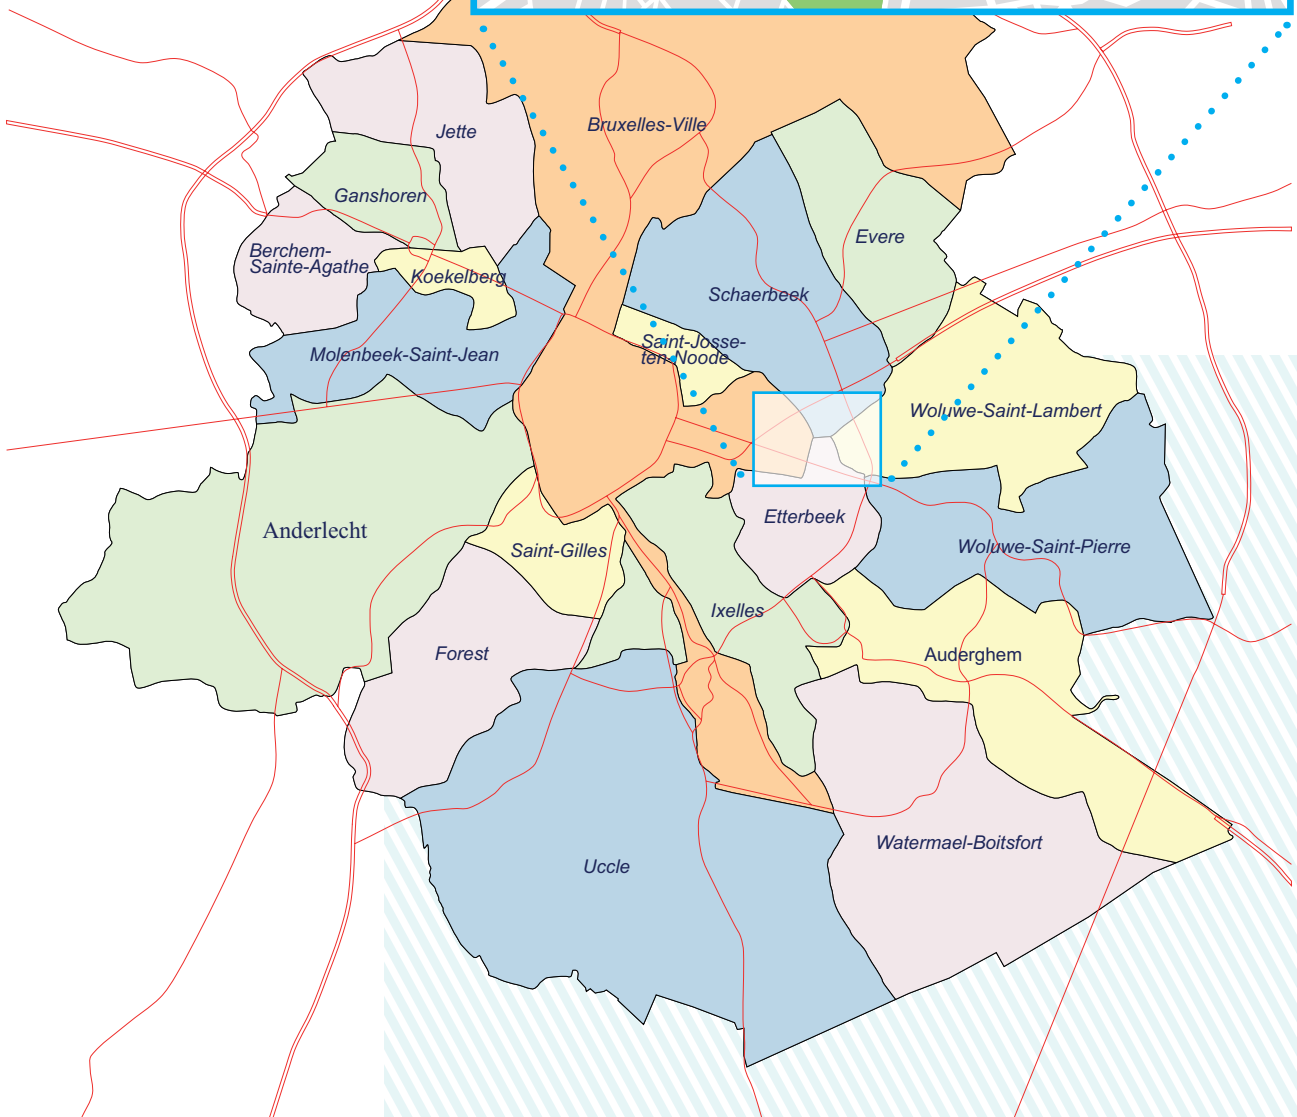 Bruxelles-Ville
Jette
Ganshoren
Evere
Berchem-
Sainte-Agathe
Koekelberg
Schaerbeek
Saint-Josse-
ten-Noode
Molenbeek-Saint-Jean
Woluwe-Saint-Lambert
Etterbeek
Anderlecht
Saint-Gilles
Woluwe-Saint-Pierre
Ixelles
Forest
Auderghem
Watermael-Boitsfort
Uccle